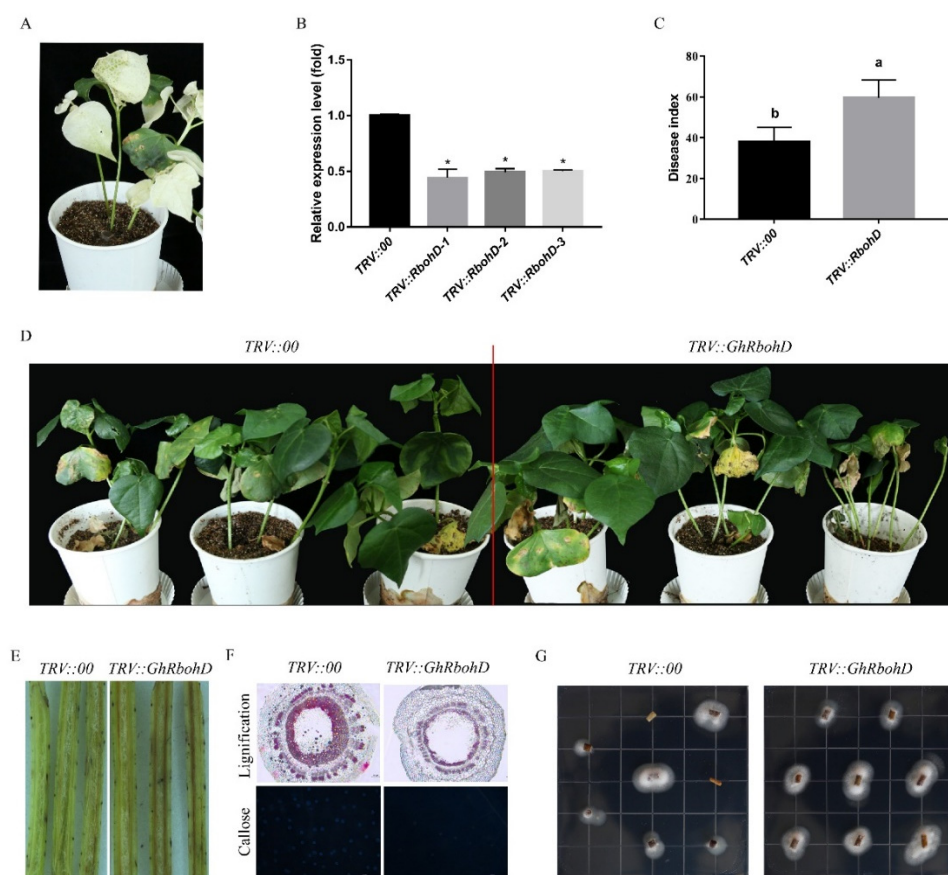 A
B
Relative expression level (fold)
1.5
1.0
0.5
0.0
*
*
*
TRV::00
TRV::RbohD-1
TRV::RbohD-2
TRV::RbohD-3
C
Disease index
80
60
40
20
0
b
a
TRV::00
TRV::RbohD
D
TRV::00
TRV::GhRbohD
E
TRV::00 TRV::GhRbohD
F
TRV::00
TRV::GhRbohD
Lignification
Callose
G
TRV::00
TRV::GhRbohD